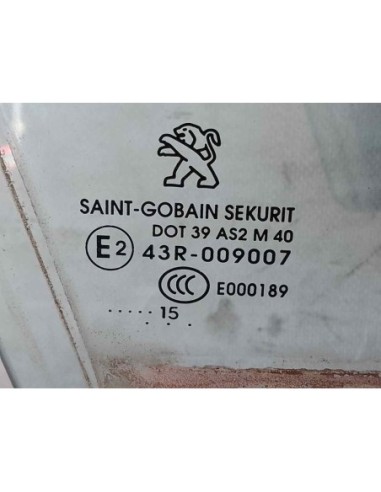 SAINT-GOBAIN SEKURIT
DOT 39 AS2 M 40
E2 43R-009007
CCC E000189
..... 15
...